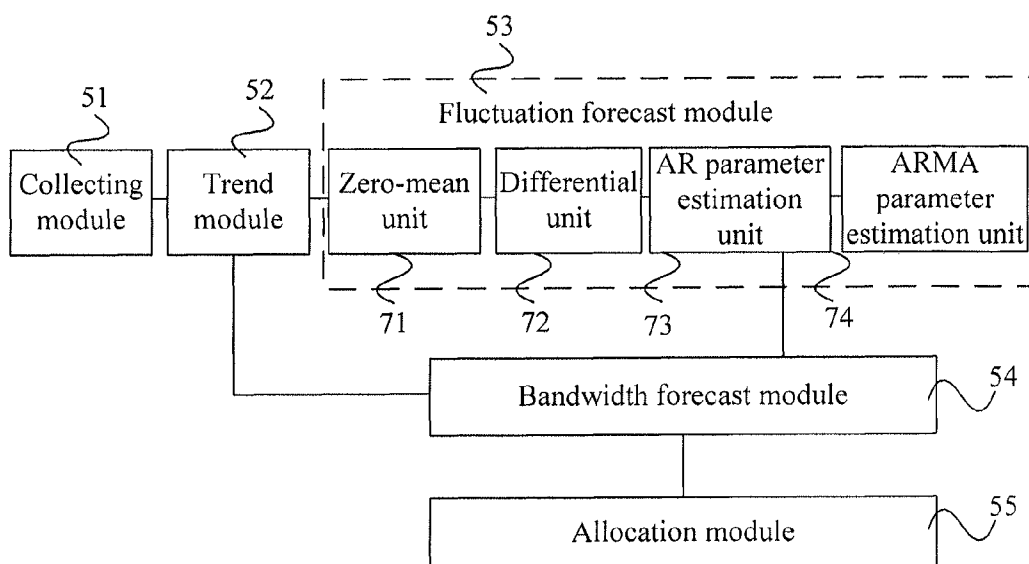 53
51
52
Fluctuation forecast module
Collecting
module
Trend
module
Zero-mean
unit
Differential
unit
AR parameter
estimation
unit
ARMA
parameter
estimation unit
71
72
73
74
Bandwidth forecast module
54
Allocation module
55